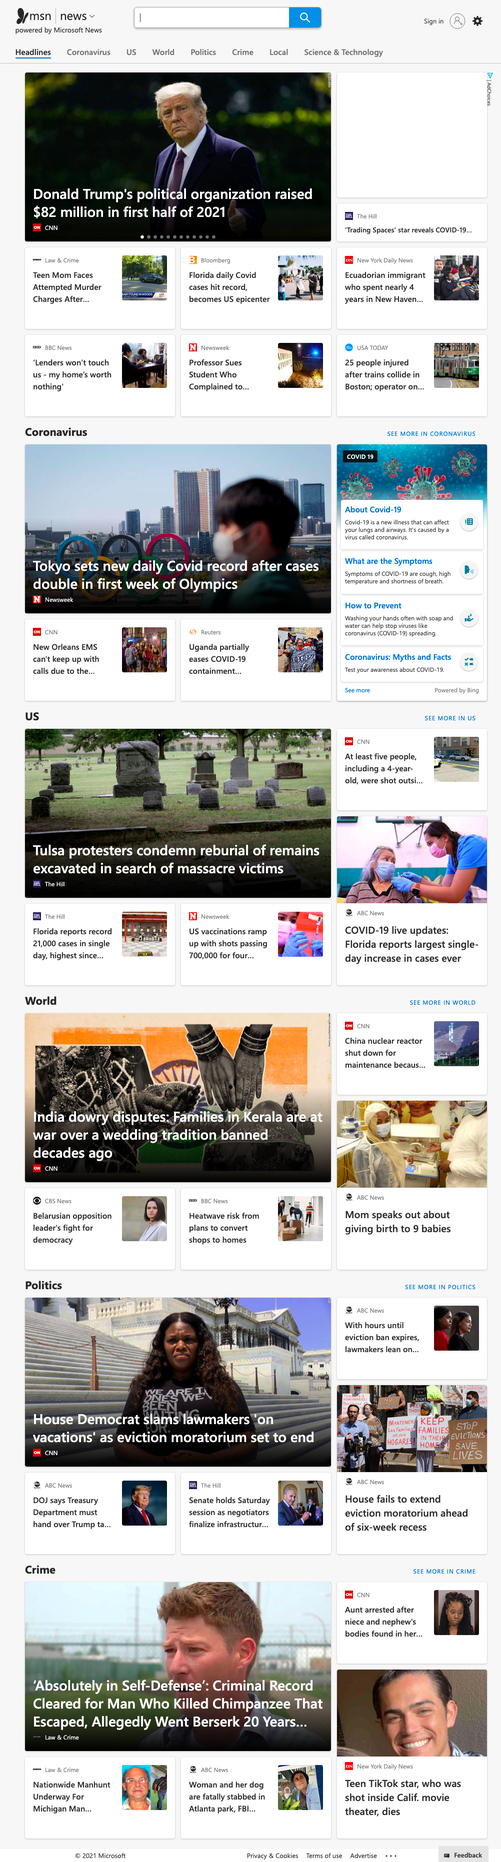 msn news
powered by Microsoft News
Sign in
Headlines Coronavirus US World Politics Crime Local Science & Technology
Donald Trump's political organization raised
$82 million in first half of 2021
CNN
AdChoices
The Hill
'Trading Spaces' star reveals COVID-19...
Law & Crime
Teen Mom Faces
Attempted Murder
Charges After...
Bloomberg
Florida daily Covid
cases hit record,
becomes US epicenter
New York Daily News
Ecuadorian immigrant
who spent nearly 4
years in New Haven...
BBC News
'Lenders won't touch
us - my home's worth
nothing'
Newsweek
Professor Sues
Student Who
Complained to...
USA TODAY
25 people injured
after trains collide in
Boston; operator on...
Coronavirus
SEE MORE IN CORONAVIRUS
Tokyo sets new daily Covid record after cases
double in first week of Olympics
Newsweek
COVID 19
About Covid-19
Covid-19 is a new illness that can affect
your lungs and airways. It's caused by a
virus called coronavirus.
What are the Symptoms
Symptoms of COVID-19 are cough, high
temperature and shortness of breath.
How to Prevent
Washing your hands often with soap and
water can help stop viruses like
coronavirus (COVID-19) spreading.
Coronavirus: Myths and Facts
Test your awareness about COVID-19.
See more
Powered by Bing
CNN
New Orleans EMS
can't keep up with
calls due to the...
Reuters
Uganda partially
eases COVID-19
containment...
US
SEE MORE IN US
Tulsa protesters condemn reburial of remains
excavated in search of massacre victims
The Hill
CNN
At least five people,
including a 4-year-
old, were shot outsi...
ABC News
COVID-19 live updates:
Florida reports largest single-
day increase in cases ever
The Hill
Florida reports record
21,000 cases in single
day, highest since...
Newsweek
US vaccinations ramp
up with shots passing
700,000 for four...
World
SEE MORE IN WORLD
India dowry disputes: Families in Kerala are at
war over a wedding tradition banned
decades ago
CNN
CNN
China nuclear reactor
shut down for
maintenance becaus...
ABC News
Mom speaks out about
giving birth to 9 babies
CBS News
Belarusian opposition
leader's fight for
democracy
BBC News
Heatwave risk from
plans to convert
shops to homes
Politics
SEE MORE IN POLITICS
House Democrat slams lawmakers 'on
vacations' as eviction moratorium set to end
CNN
ABC News
With hours until
eviction ban expires,
lawmakers lean on...
KEEP
FAMILIES
IN THEIR
HOMES
STOP
EVICTIONS
SAVE
LIVES
ABC News
House fails to extend
eviction moratorium ahead
of six-week recess
ABC News
DOJ says Treasury
Department must
hand over Trump ta...
The Hill
Senate holds Saturday
session as negotiators
finalize infrastructur...
Crime
SEE MORE IN CRIME
'Absolutely in Self-Defense': Criminal Record
Cleared for Man Who Killed Chimpanzee That
Escaped, Allegedly Went Berserk 20 Years...
Law & Crime
CNN
Aunt arrested after
niece and nephew's
bodies found in her...
New York Daily News
Teen TikTok star, who was
shot inside Calif. movie
theater, dies
Law & Crime
Nationwide Manhunt
Underway For
Michigan Man...
ABC News
Woman and her dog
are fatally stabbed in
Atlanta park, FBI...
© 2021 Microsoft
Privacy & Cookies Terms of use Advertise ...
Feedback